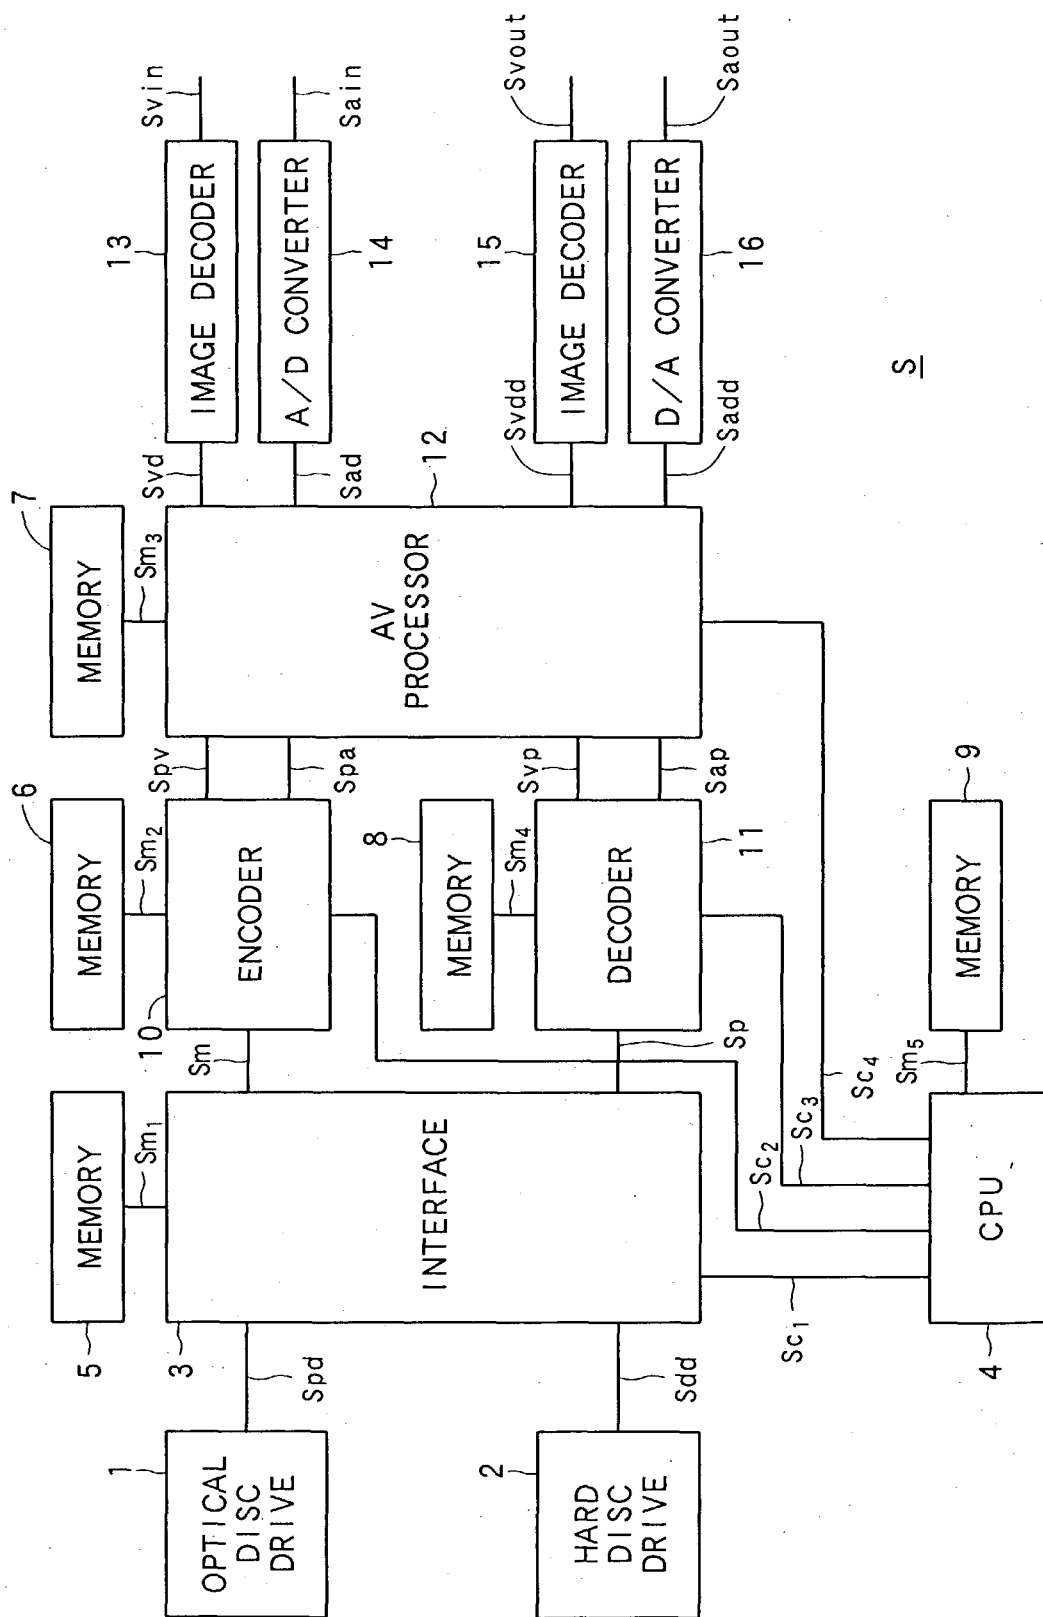 1
OPTICAL
DISC
DRIVE
Spd
2
HARD
DISC
DRIVE
Sdd
5
MEMORY
Sm1
3
INTERFACE
Sc1
4
CPU
Sm5
9
MEMORY
Sc2
Sc3
Sc4
6
MEMORY
Sm2
10
ENCODER
Sm
8
MEMORY
Sm4
11
DECODER
Sp
Spv
Spa
Svp
Sap
7
MEMORY
Sm3
12
AV
PROCESSOR
Svd
Sad
Svdd
Sadd
13
IMAGE DECODER
Svin
14
A/D CONVERTER
Sain
15
IMAGE DECODER
Svout
16
D/A CONVERTER
Saout
S